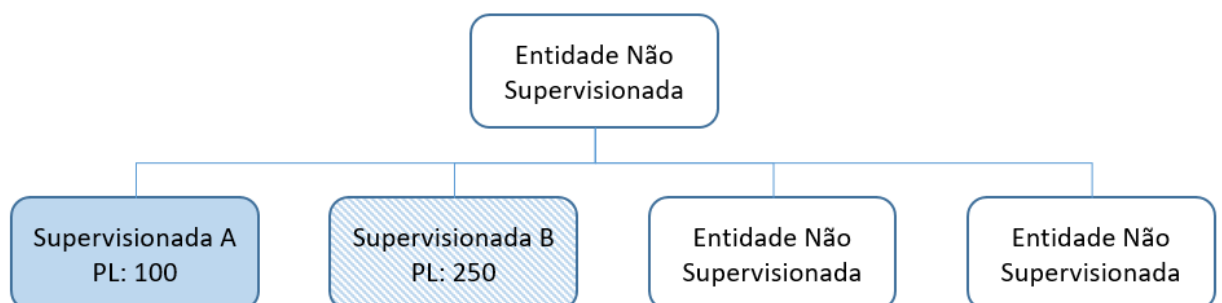 Entidade Não
Supervisionada
Supervisionada A
PL: 100
Supervisionada B
PL: 250
Entidade Não
Supervisionada
Entidade Não
Supervisionada